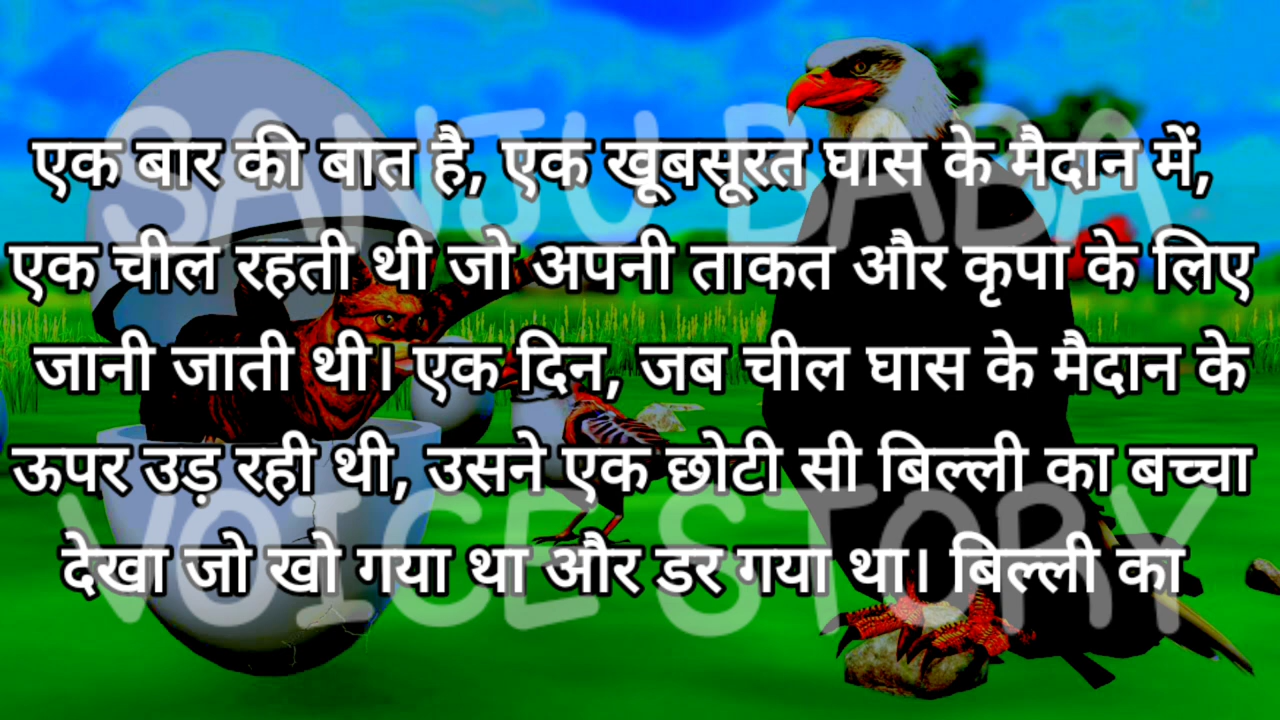 SANJU BABA
एक बार की बात है, एक खूबसूरत घास के मैदान में,
एक चील रहती थी जो अपनी ताकत और कृपा के लिए
जानी जाती थी। एक दिन, जब चील घास के मैदान के
ऊपर उड़ रही थी, उसने एक छोटी सी बिल्ली का बच्चा
देखा जो खो गया था और डर गया था। बिल्ली का
VOICE STORY